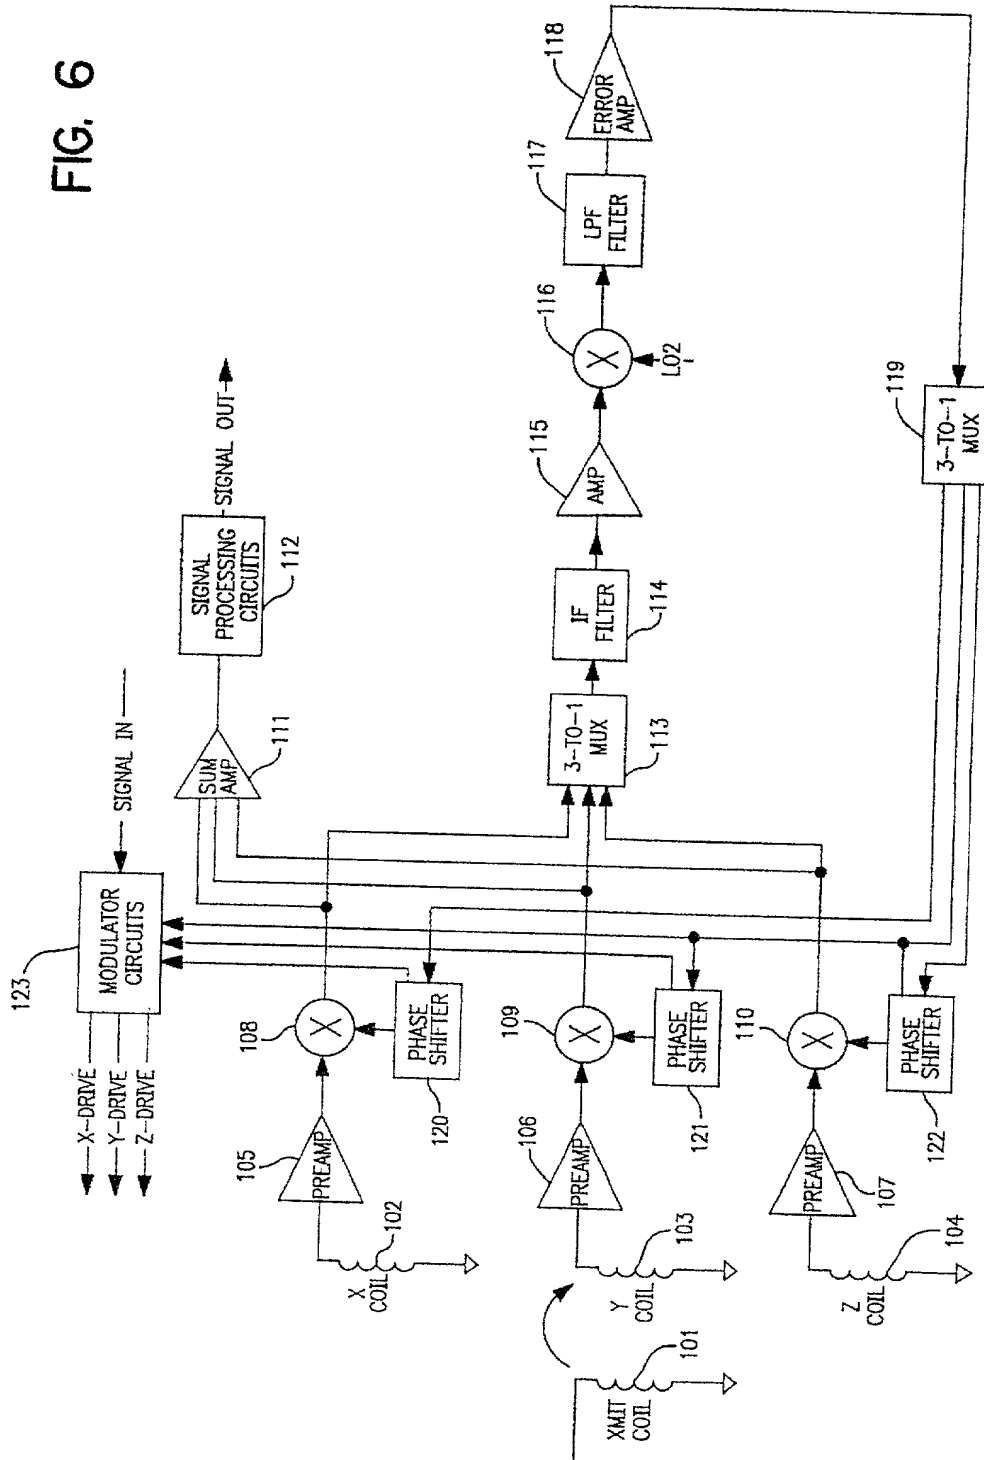 FIG. 6
SIGNAL IN
MODULATOR
CIRCUITS
123
X-DRIVE
Y-DRIVE
Z-DRIVE
SUM
AMP
111
SIGNAL
PROCESSING
CIRCUITS
112
SIGNAL OUT
X
COIL
102
PREAMP
105
X
108
PHASE
SHIFTER
120
XMIT
COIL
101
Y
COIL
103
PREAMP
106
X
109
PHASE
SHIFTER
121
3-TO-1
MUX
113
IF
FILTER
114
AMP
115
X
116
LO2
LPF
FILTER
117
ERROR
AMP
118
Z
COIL
104
PREAMP
107
X
110
PHASE
SHIFTER
122
3-TO-1
MUX
119